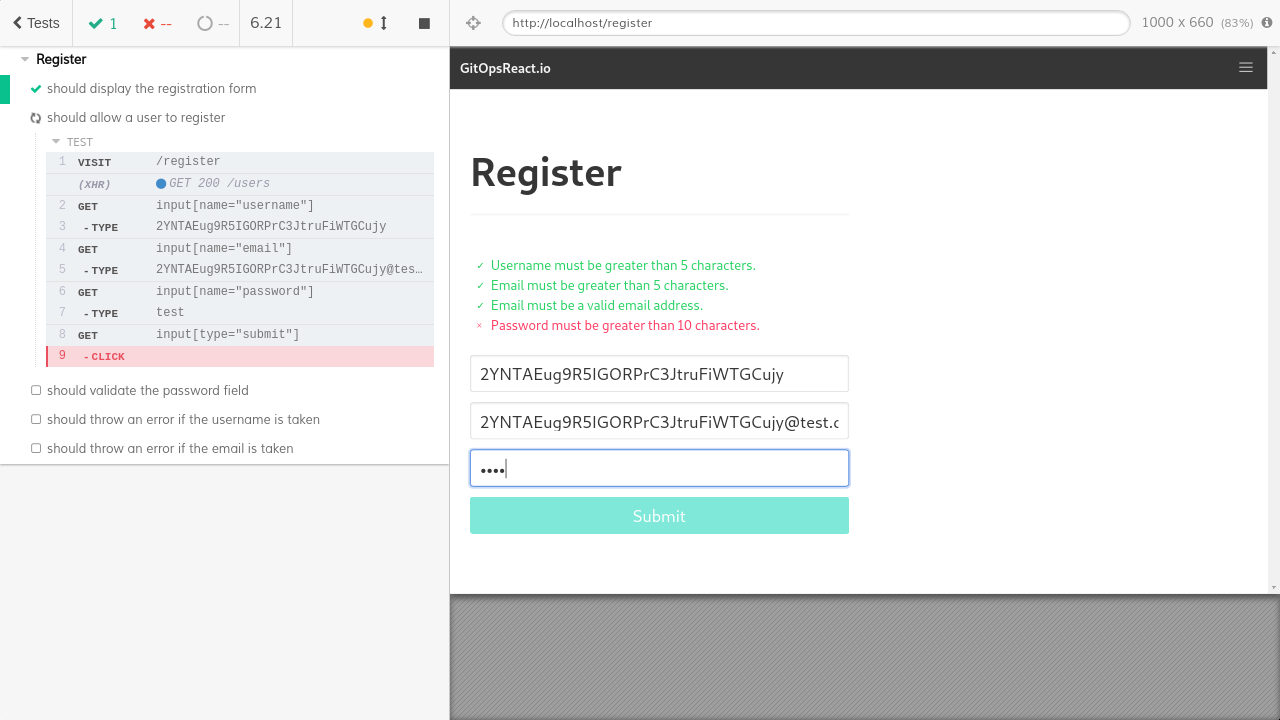 Tests 1 -- -- 6.21
http://localhost/register 1000 x 660 (83%)
Register
should display the registration form
should allow a user to register
TEST
1 VISIT /register
(XHR) GET 200 /users
2 GET input[name="username"]
3 - TYPE 2YNTAEug9R5IGORPrC3JtruFiWTGCujy
4 GET input[name="email"]
5 - TYPE 2YNTAEug9R5IGORPrC3JtruFiWTGCujy@tes…
6 GET input[name="password"]
7 - TYPE test
8 GET input[type="submit"]
9 - CLICK
should validate the password field
should throw an error if the username is taken
should throw an error if the email is taken
GitOpsReact.io
Register
✓ Username must be greater than 5 characters.
✓ Email must be greater than 5 characters.
✓ Email must be a valid email address.
× Password must be greater than 10 characters.
2YNTAEug9R5IGORPrC3JtruFiWTGCujy
2YNTAEug9R5IGORPrC3JtruFiWTGCujy@test.c
••••
Submit